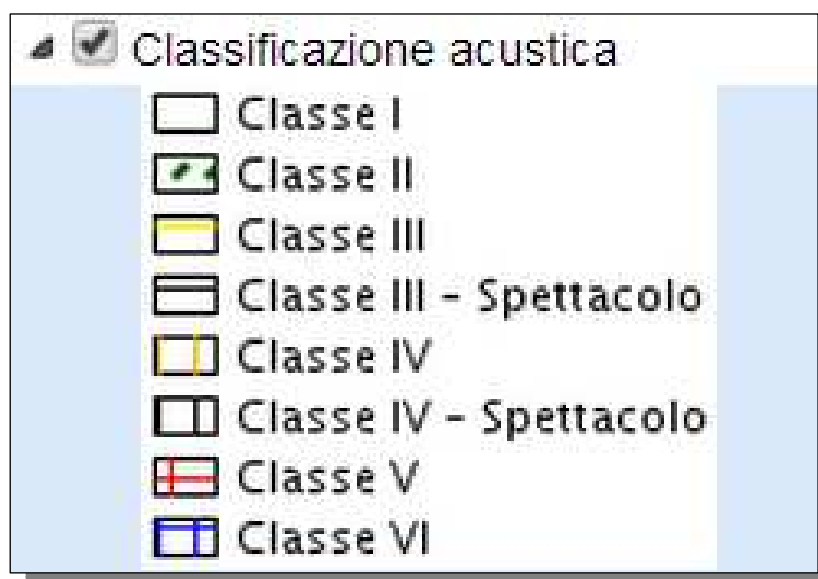 Classificazione acustica
Classe I
Classe II
Classe III
Classe III - Spettacolo
Classe IV
Classe IV - Spettacolo
Classe V
Classe VI